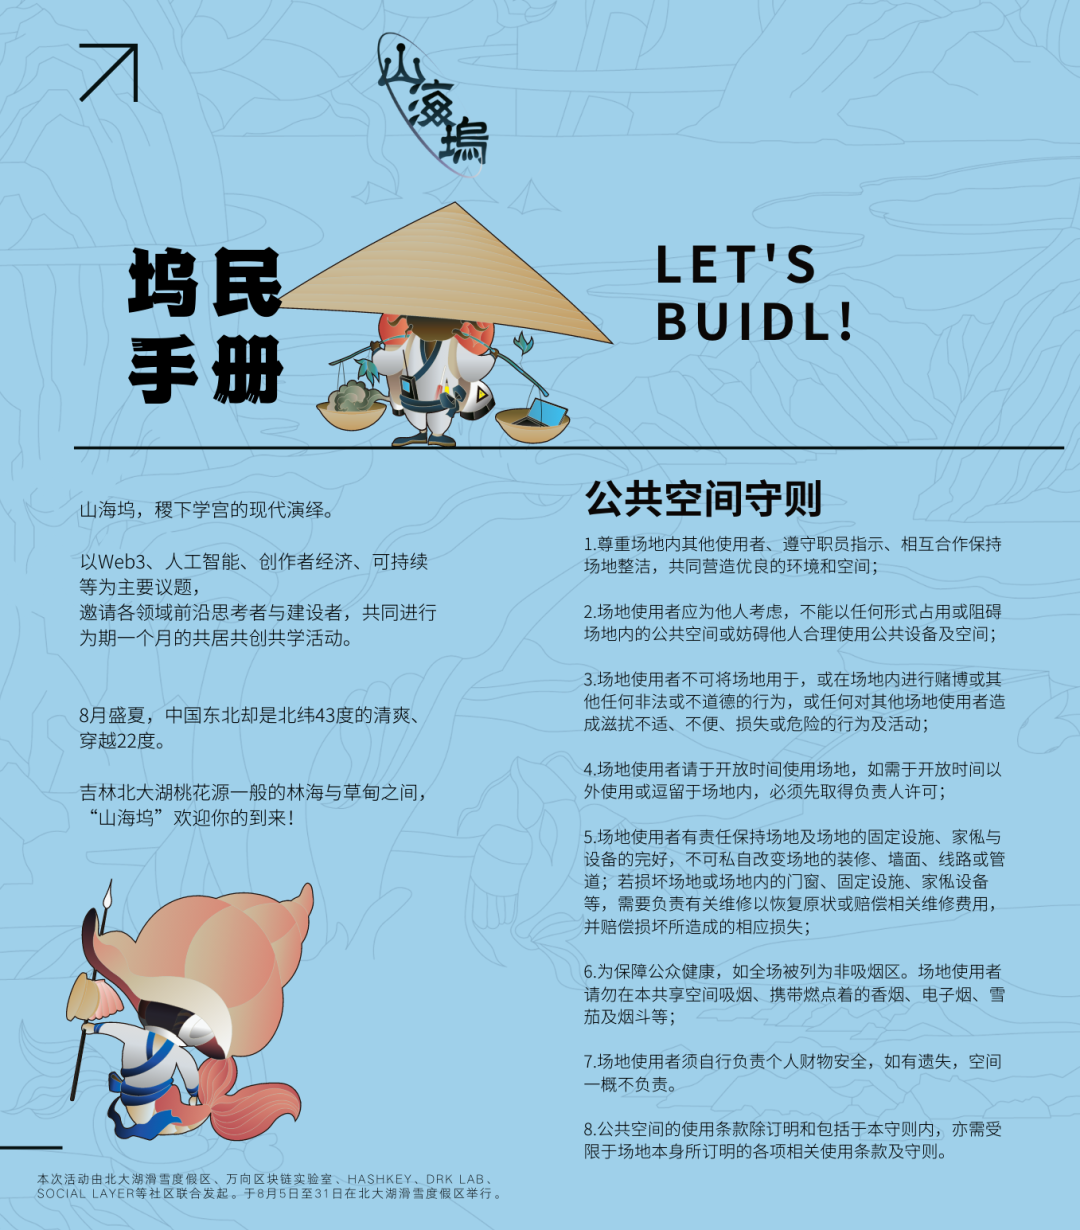 山海塢
坞民
手册
LET'S
BUIDL!
山海坞，稷下学宫的现代演绎。
以Web3、人工智能、创作者经济、可持续
等为主要议题，
邀请各领域前沿思考者与建设者，共同进行
为期一个月的共居共创共学活动。
8月盛夏，中国东北却是北纬43度的清爽、
穿越22度。
吉林北大湖桃花源一般的林海与草甸之间，
“山海坞”欢迎你的到来！
公共空间守则
1.尊重场地内其他使用者、遵守职员指示、相互合作保持
场地整洁，共同营造优良的环境和空间；
2.场地使用者应为他人考虑，不能以任何形式占用或阻碍
场地内的公共空间或妨碍他人合理使用公共设备及空间；
3.场地使用者不可将场地用于，或在场地内进行赌博或其
他任何非法或不道德的行为，或任何对其他场地使用者造
成滋扰不适、不便、损失或危险的行为及活动；
4.场地使用者请于开放时间使用场地，如需于开放时间以
外使用或逗留于场地内，必须先取得负责人许可；
5.场地使用者有责任保持场地及场地的固定设施、家俬与
设备的完好，不可私自改变场地的装修、墙面、线路或管
道；若损坏场地或场地内的门窗、固定设施、家俬设备
等，需要负责有关维修以恢复原状或赔偿相关维修费用，
并赔偿损坏所造成的相应损失；
6.为保障公众健康，如全场被列为非吸烟区。场地使用者
请勿在本共享空间吸烟、携带燃点着的香烟、电子烟、雪
茄及烟斗等；
7.场地使用者须自行负责个人财物安全，如有遗失，空间
一概不负责。
8.公共空间的使用条款除订明和包括于本守则内，亦需受
限于场地本身所订明的各项相关使用条款及守则。
本次活动由北大湖滑雪度假区、万向区块链实验室、HASHKEY、DRK LAB、
SOCIAL LAYER等社区联合发起。于8月5日至31日在北大湖滑雪度假区举行。